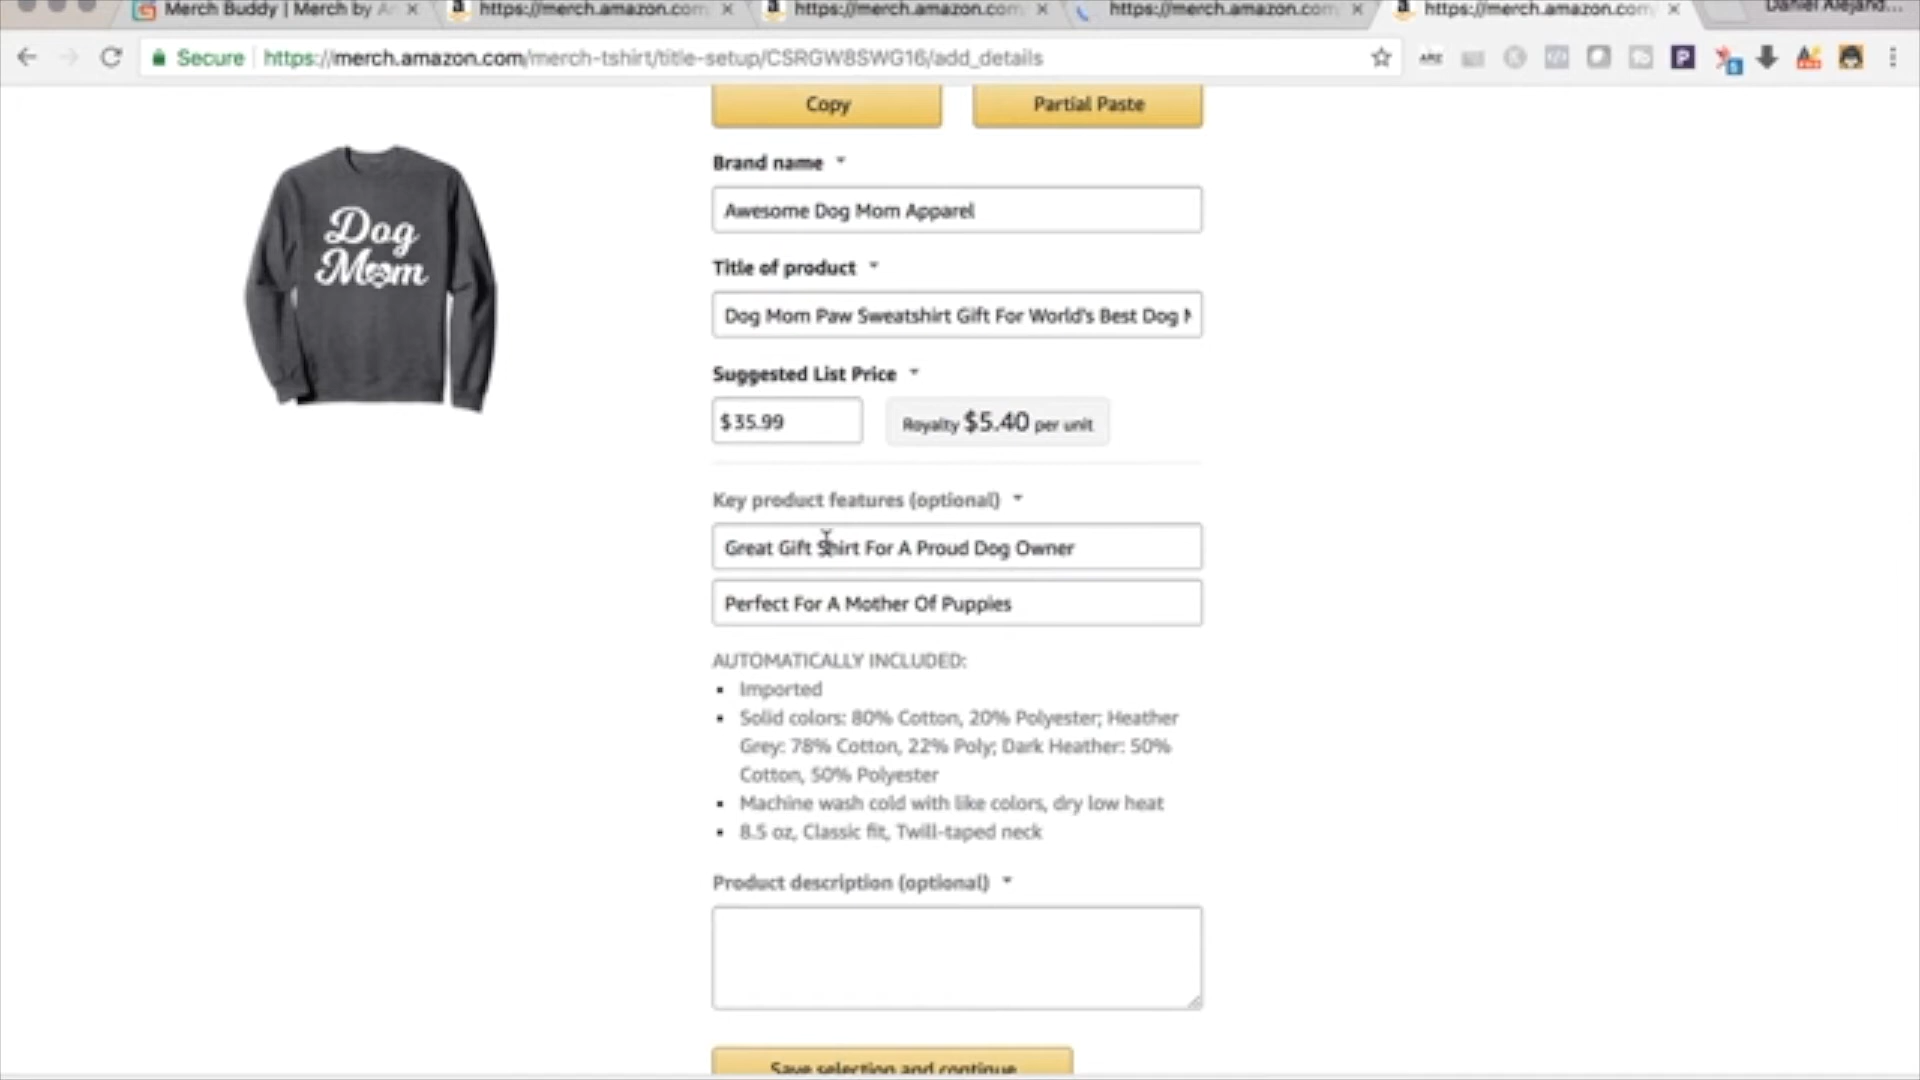 Merch Buddy | Merch by A
https://merch.amazon.com
https://merch.amazon.com
https://merch.amazon.com
https://merch.amazon.com
Daniel Alejand...
Secure https://merch.amazon.com/merch-tshirt/title-setup/CSRGW8SWG16/add_details
Copy
Partial Paste
Brand name
Awesome Dog Mom Apparel
Title of product
Dog Mom Paw Sweatshirt Gift For World's Best Dog M
Suggested List Price
$35.99
Royalty $5.40 per unit
Dog
Mom
Key product features (optional)
Great Gift Shirt For A Proud Dog Owner
Perfect For A Mother Of Puppies
AUTOMATICALLY INCLUDED:
Imported
Solid colors: 80% Cotton, 20% Polyester; Heather
Grey: 78% Cotton, 22% Poly; Dark Heather: 50%
Cotton, 50% Polyester
Machine wash cold with like colors, dry low heat
8.5 oz, Classic fit, Twill-taped neck
Product description (optional)
Save selection and continue